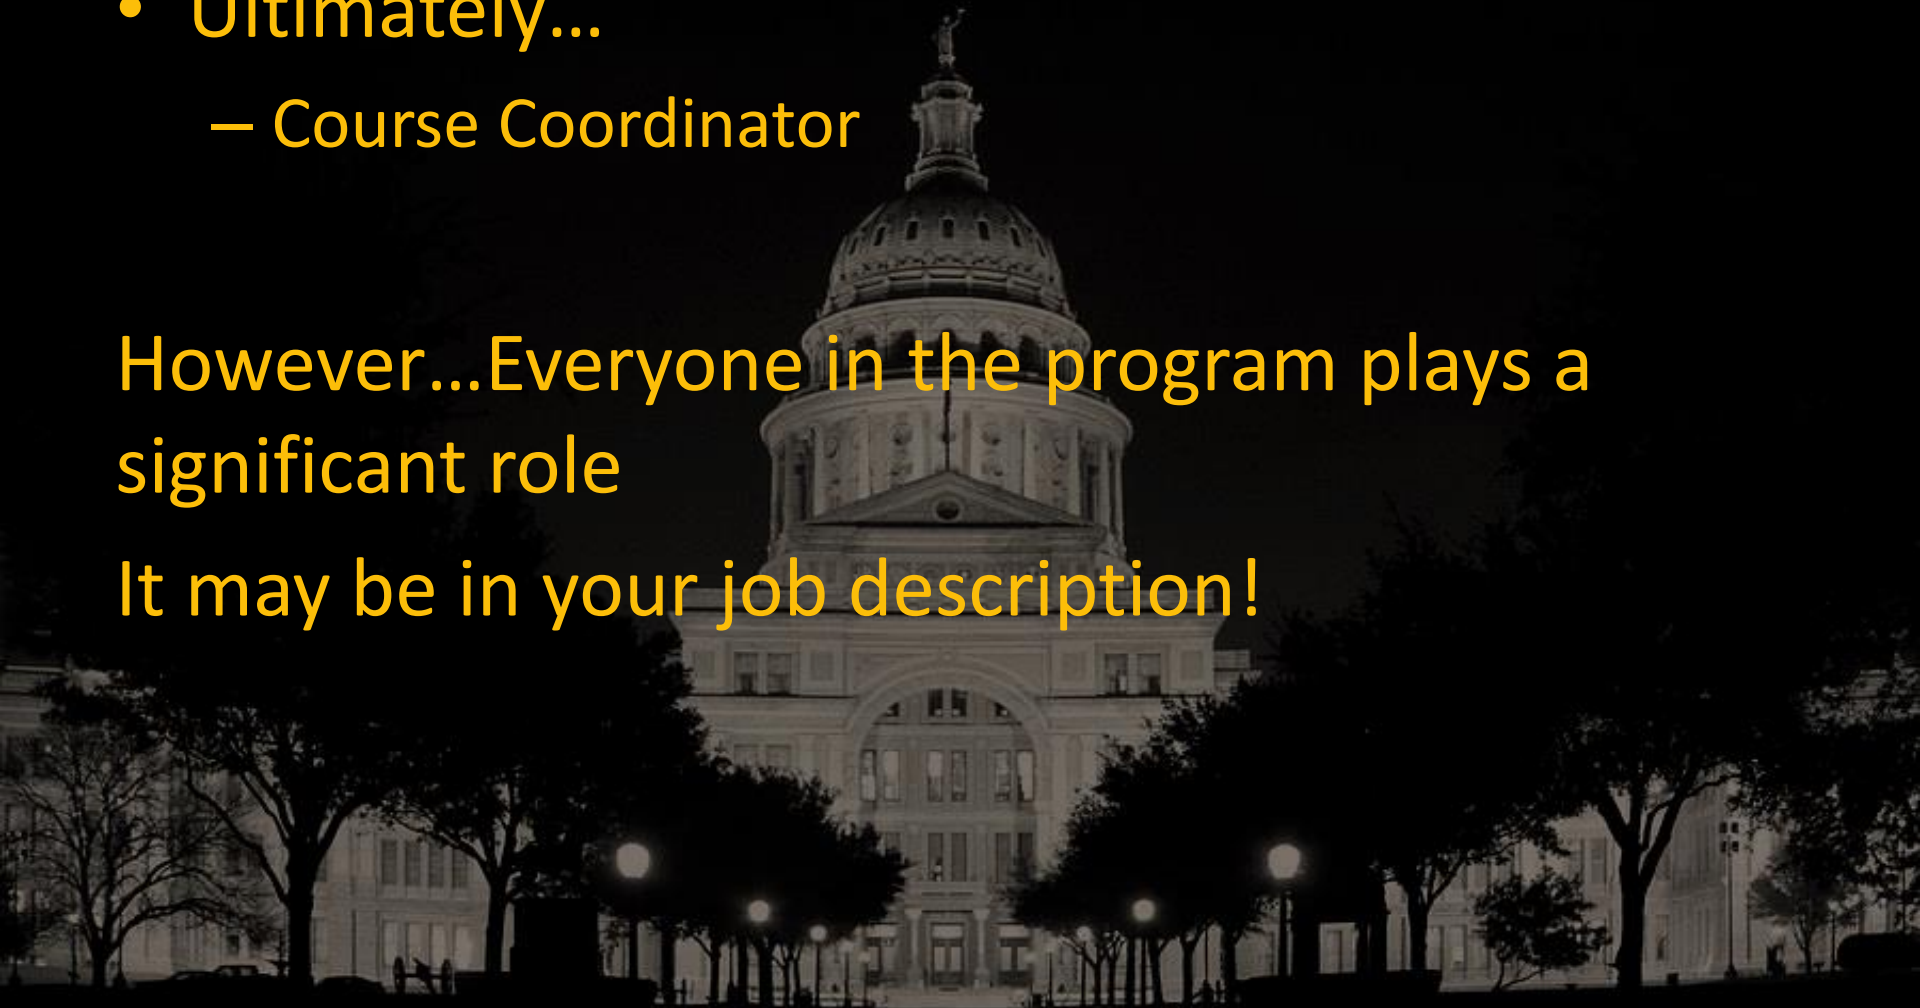 • Ultimately…
– Course Coordinator
However…Everyone in the program plays a
significant role
It may be in your job description!